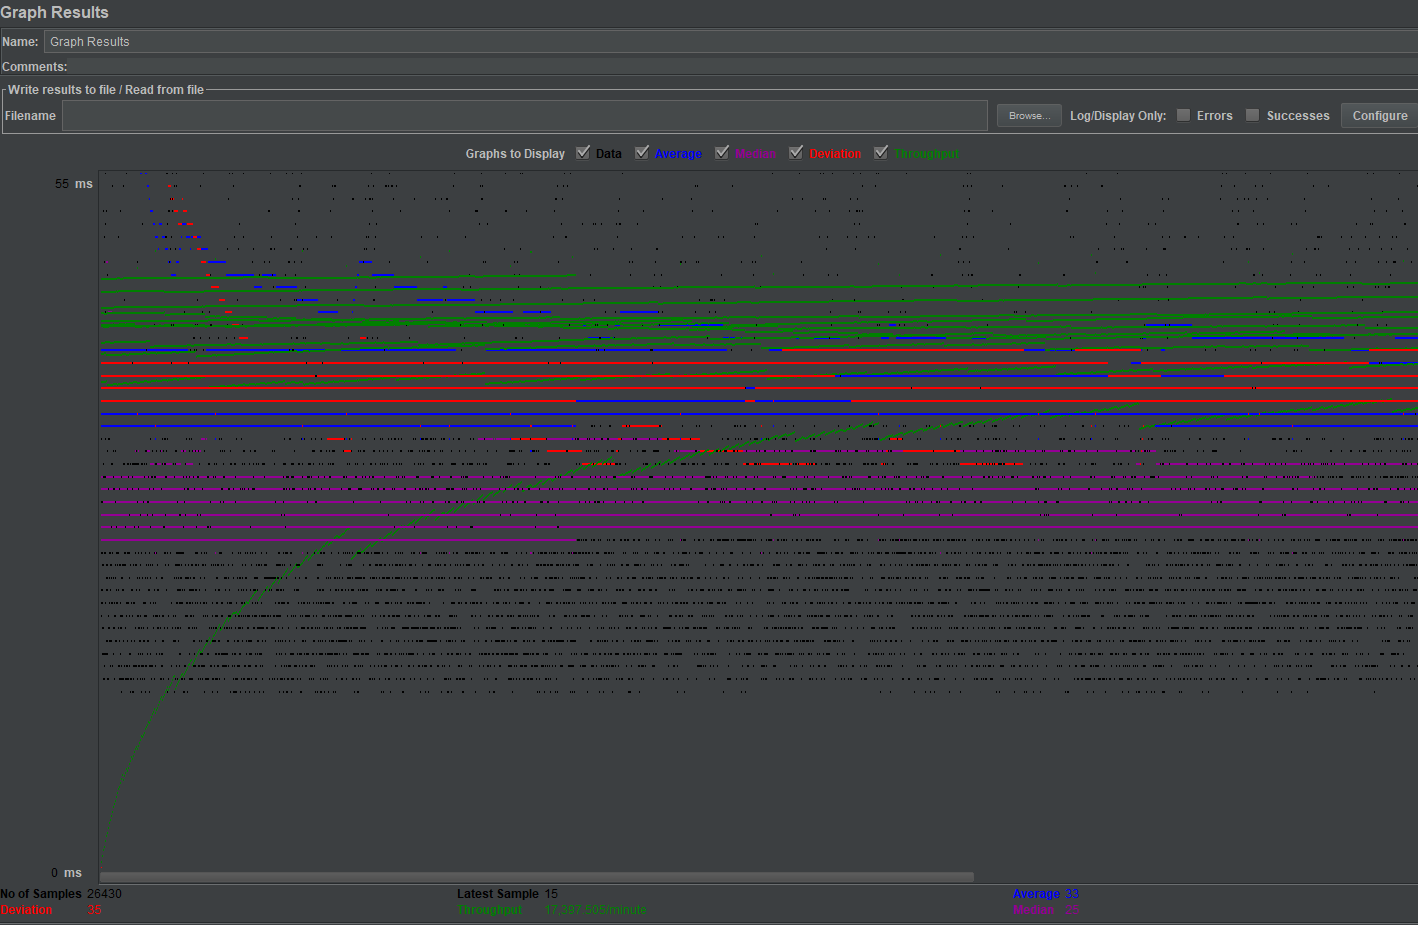 Graph Results
Name: Graph Results
Comments:
Write results to file / Read from file
Filename Browse... Log/Display Only: Errors Successes Configure
Graphs to Display Data Average Median Deviation Throughput
55 ms
0 ms
No of Samples 26430 Latest Sample 15 Average 33
Deviation 35 Throughput 17,397.505/minute Median